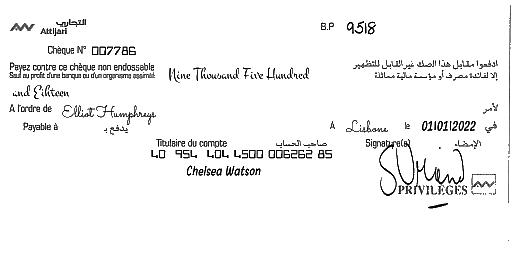 التجاري
Attijari
B.P 9518
Chèque N° 007786
Payez contre ce chèque non endossable
Sauf au profit d'une banque ou d'un organisme assimilé
Nine Thousand Five Hundred
ادفعوا مقابل هذا الصك غير القابل للتظهير
إلا لفائدة مصرف أو مؤسسة مالية مماثلة
and Eihteen
A l'ordre de Elliot Humphreys لأمر
Payable à يدفع بـ
A Lisbone le 01/01/2022 في
Titulaire du compte صاحب الحساب
Signature(s) الإمضاء
40 954 404 4500 006262 85
Chelsea Watson
PRIVILÈGES